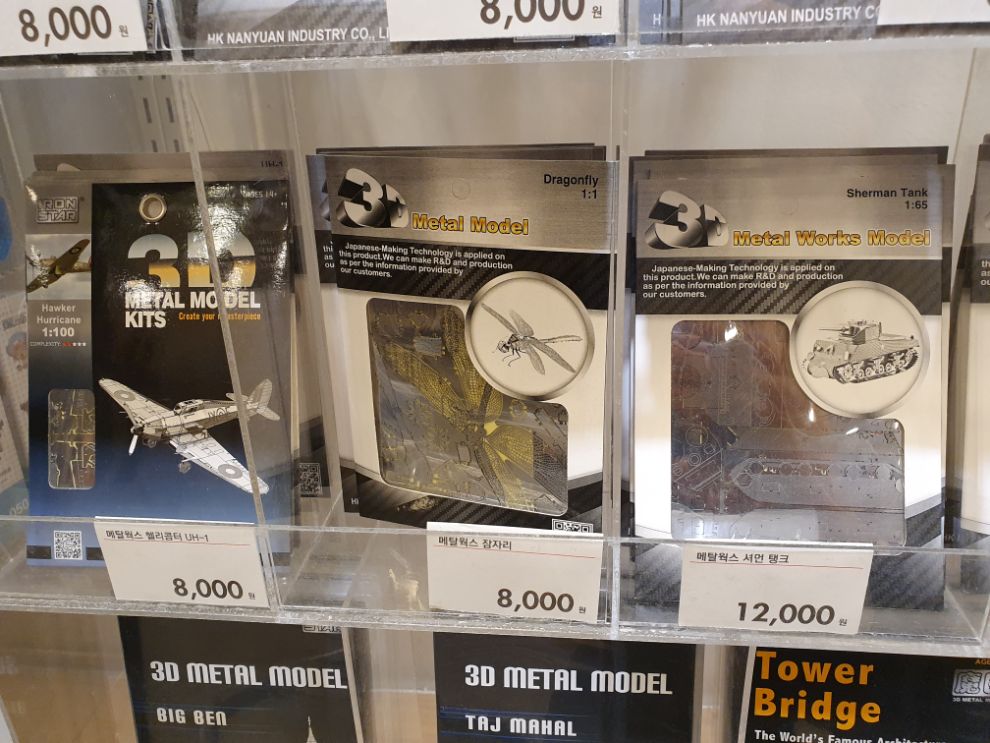 8,000 원
8,000 원
HK NANYUAN INDUSTRY CO., LI
HK NANYUAN INDUSTRY CO
IRON STAR
AGES 14+
3D
METAL MODEL
KITS
Create your masterpiece
Hawker
Hurricane
1:100
COMPLEXITY:
Dragonfly
1:1
3D Metal Model
Japanese-Making Technology is applied on
this product.We can make R&D and production
as per the information provided by
our customers.
Sherman Tank
1:65
3D Metal Works Model
Japanese-Making Technology is applied on
this product.We can make R&D and production
as per the information provided by
our customers.
메탈웍스 헬리콥터 UH-1
8,000 원
메탈웍스 잠자리
8,000 원
메탈웍스 셔먼 탱크
12,000 원
3D METAL MODEL
BIG BEN
3D METAL MODEL
TAJ MAHAL
Tower
Bridge
The World's Famous Architectu